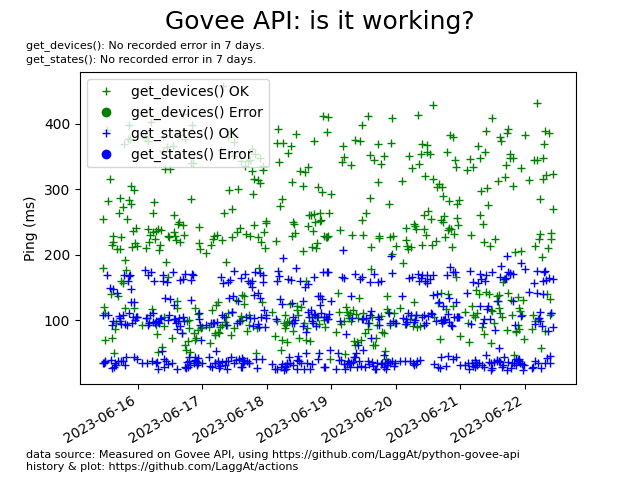 Govee API: is it working?
get_devices(): No recorded error in 7 days.
get_states(): No recorded error in 7 days.
get_devices() OK
get_devices() Error
get_states() OK
get_states() Error
400
300
200
100
Ping (ms)
2023-06-16
2023-06-17
2023-06-18
2023-06-19
2023-06-20
2023-06-21
2023-06-22
data source: Measured on Govee API, using https://github.com/LaggAt/python-govee-api
history & plot: https://github.com/LaggAt/actions